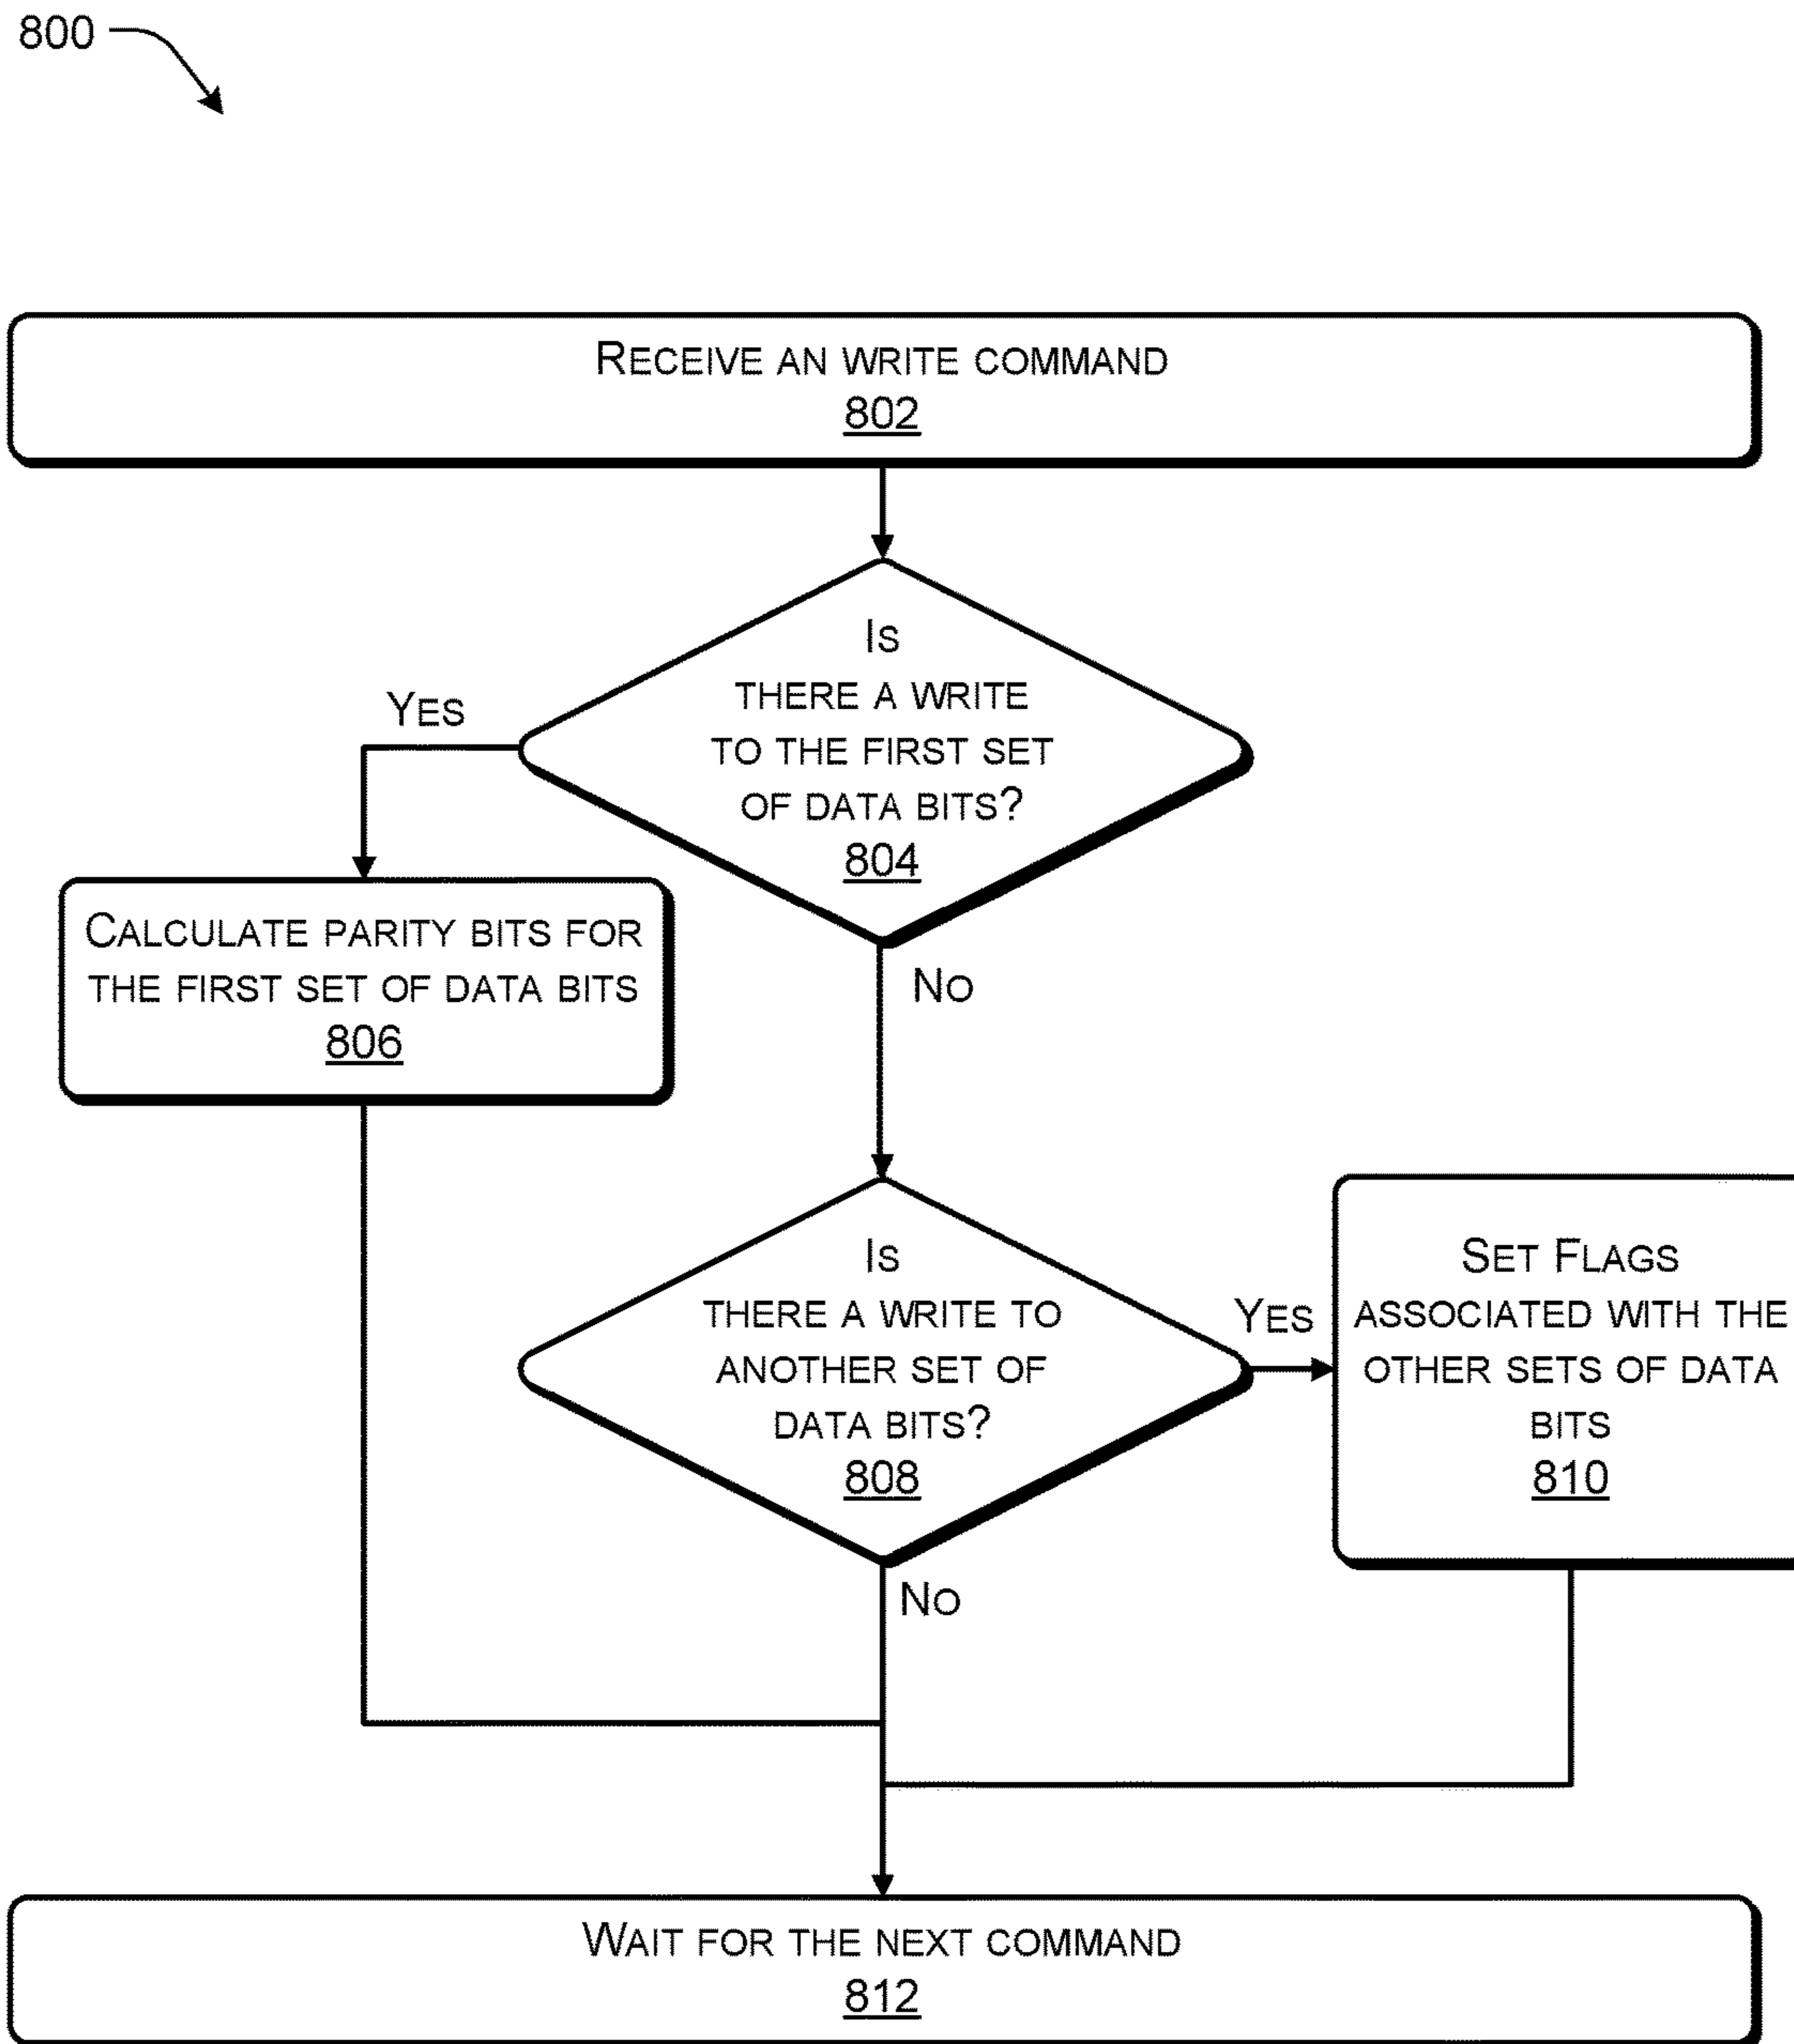 800
RECEIVE AN WRITE COMMAND
802
IS
THERE A WRITE
TO THE FIRST SET
OF DATA BITS?
804
YES
NO
CALCULATE PARITY BITS FOR
THE FIRST SET OF DATA BITS
806
IS
THERE A WRITE TO
ANOTHER SET OF
DATA BITS?
808
YES
NO
SET FLAGS
ASSOCIATED WITH THE
OTHER SETS OF DATA
BITS
810
WAIT FOR THE NEXT COMMAND
812